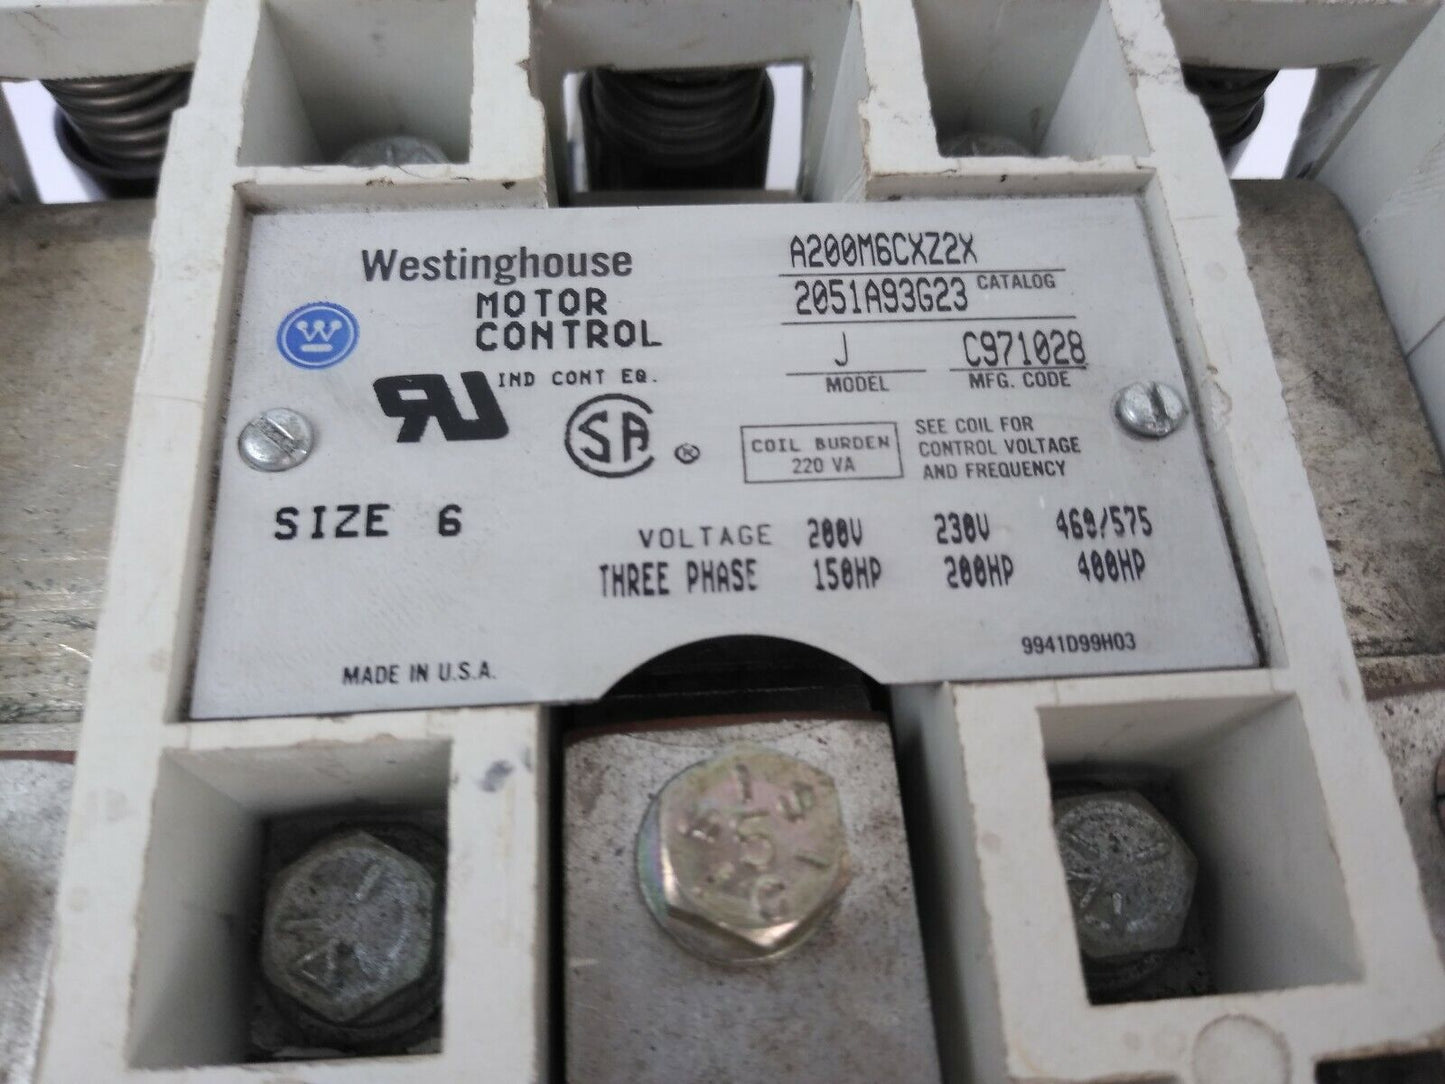 Westinghouse
MOTOR
CONTROL
W
IND CONT EQ.
SA ®
A200M6CXZ2X
2051A93G23 CATALOG
J C971028
MODEL MFG. CODE
COIL BURDEN
220 VA
SEE COIL FOR
CONTROL VOLTAGE
AND FREQUENCY
SIZE 6
VOLTAGE 200V 230V 460/575
THREE PHASE 150HP 200HP 400HP
9941D99H03
MADE IN U.S.A.
5